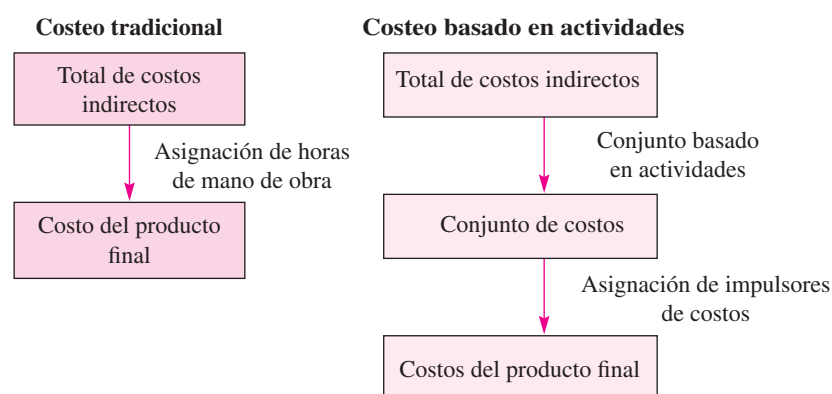 Costeo tradicional
Total de costos
indirectos
Asignación de horas
de mano de obra
Costo del producto
final
Costeo basado en actividades
Total de costos indirectos
Conjunto basado
en actividades
Conjunto de costos
Asignación de impulsores
de costos
Costos del producto final